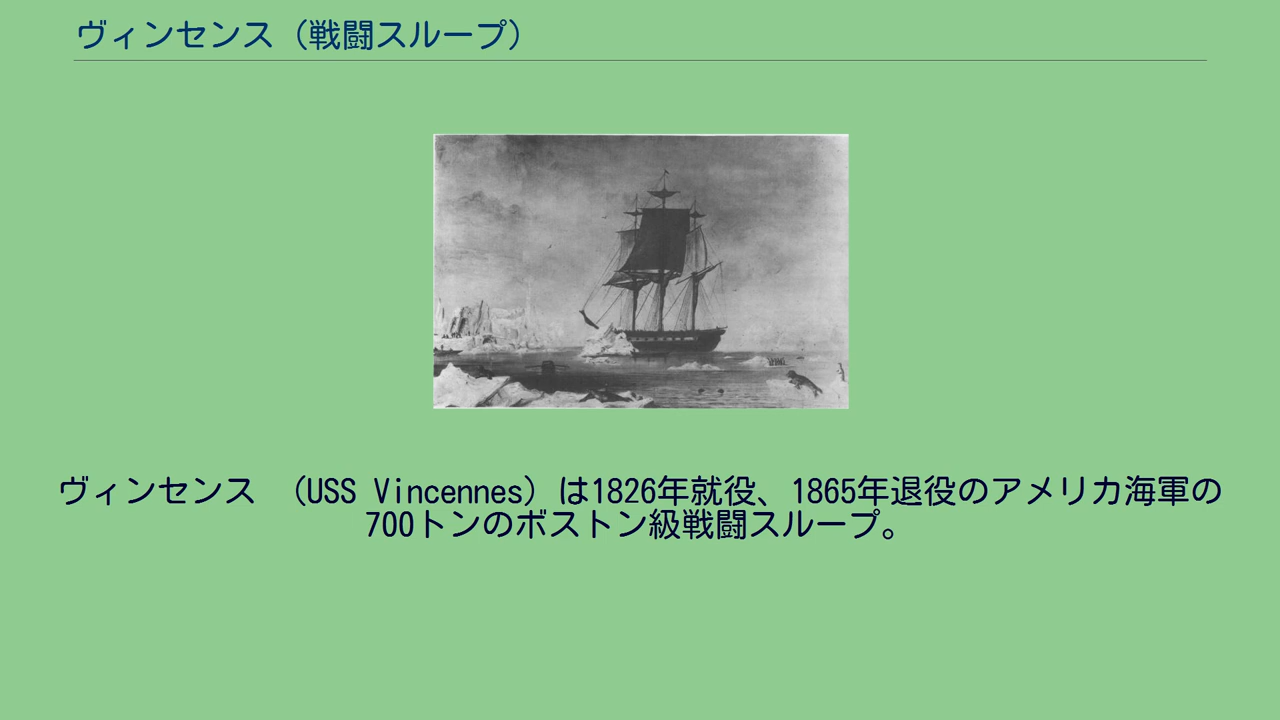 ヴィンセンス（戦闘スループ）
ヴィンセンス　（USS Vincennes）は1826年就役、1865年退役のアメリカ海軍の
700トンのボストン級戦闘スループ。